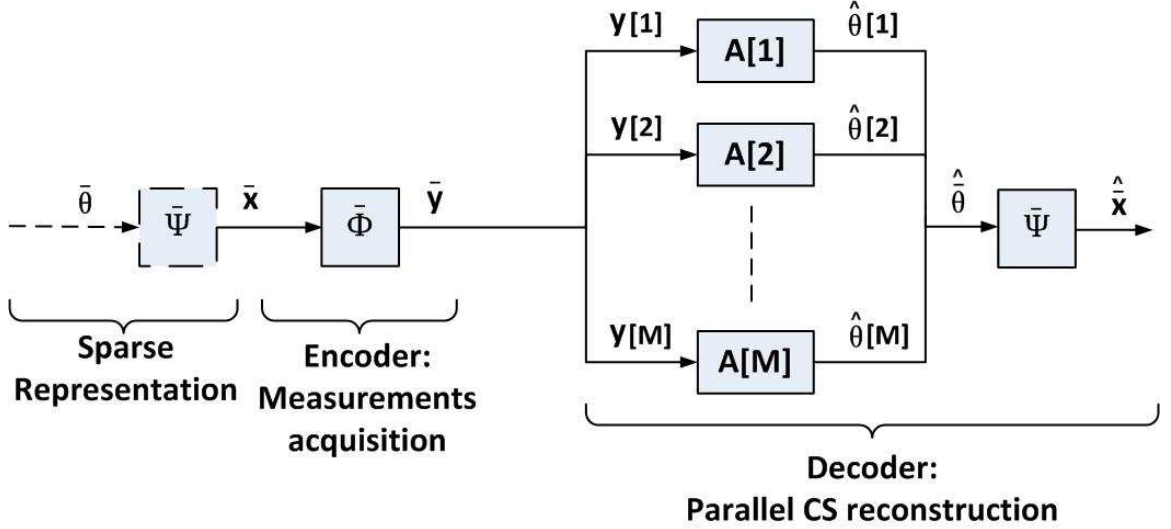 y[1] A[1] θ̂[1]
y[2] A[2] θ̂[2]
θ̄ Ψ̄ x̄ Φ̄ ȳ
θ̄̂ Ψ̄ x̄̂
y[M] A[M] θ̂[M]
Sparse
Representation
Encoder:
Measurements
acquisition
Decoder:
Parallel CS reconstruction